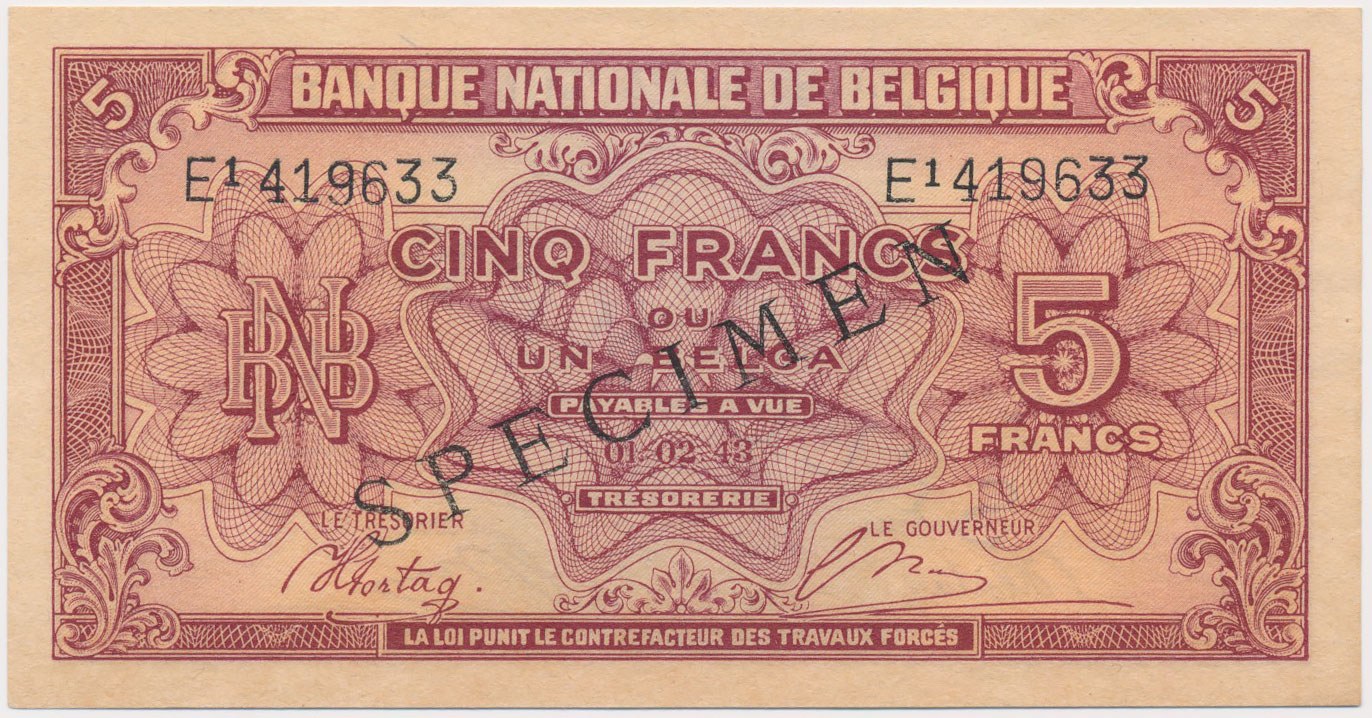 BANQUE NATIONALE DE BELGIQUE
5
5
E¹ 419633
E¹ 419633
CINQ FRANCS
OU
UN BELGA
PAYABLES A VUE
01-02-43
TRÉSORERIE
SPECIMEN
BNB
5
FRANCS
LE TRÉSORIER
LE GOUVERNEUR
LA LOI PUNIT LE CONTREFACTEUR DES TRAVAUX FORCÉS